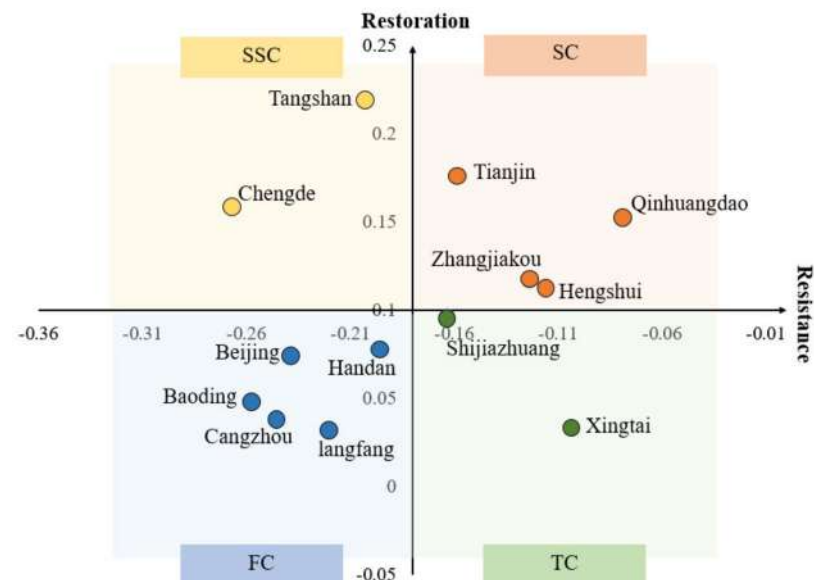 Restoration
0.25
SSC
SC
Tangshan
0.2
Tianjin
Chengde
Qinhuangdao
0.15
Zhangjiakou
Hengshui
Resistance
0.1
-0.36
-0.31
-0.26
-0.21
-0.16
-0.11
-0.06
-0.01
Beijing
Handan
Shijiazhuang
Baoding
0.05
Cangzhou
langfang
Xingtai
0
FC
TC
-0.05